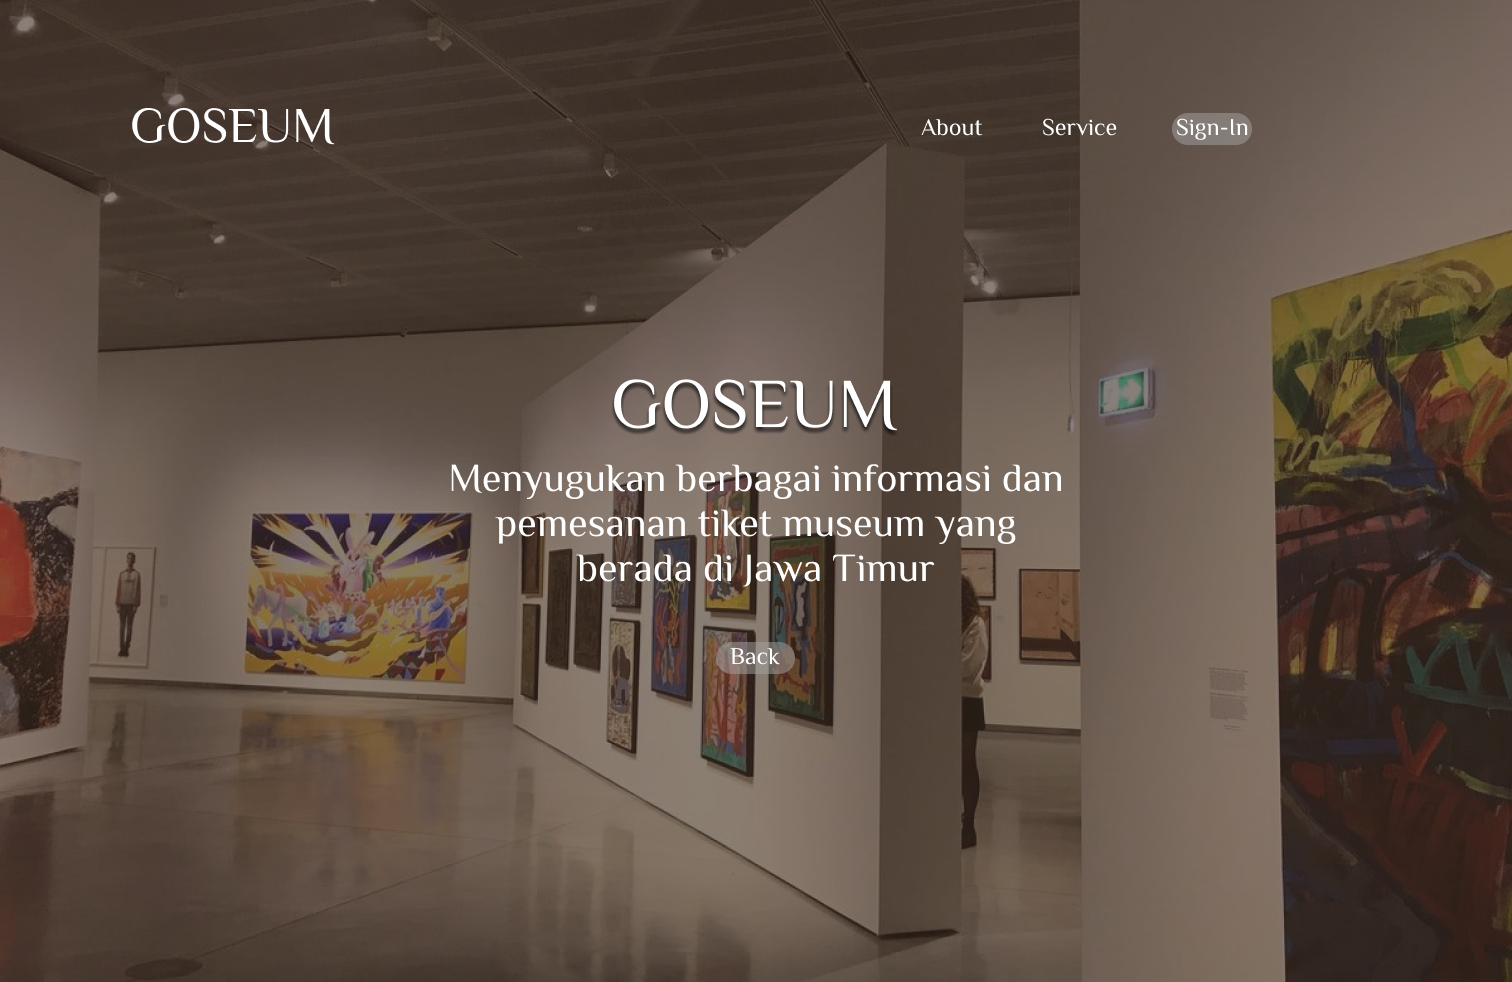 GOSEUM
About Service Sign-In
GOSEUM
Menyugukan berbagai informasi dan
pemesanan tiket museum yang
berada di Jawa Timur
Back